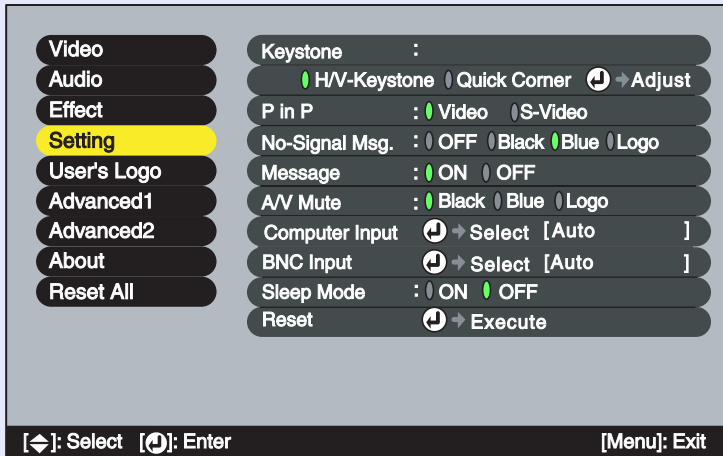 Video
Audio
Effect
Setting
User's Logo
Advanced1
Advanced2
About
Reset All
Keystone :
H/V-Keystone Quick Corner Adjust
P in P : Video S-Video
No-Signal Msg. : OFF Black Blue Logo
Message : ON OFF
A/V Mute : Black Blue Logo
Computer Input Select [Auto ]
BNC Input Select [Auto ]
Sleep Mode : ON OFF
Reset Execute
[ ]: Select [ ]: Enter [Menu]: Exit